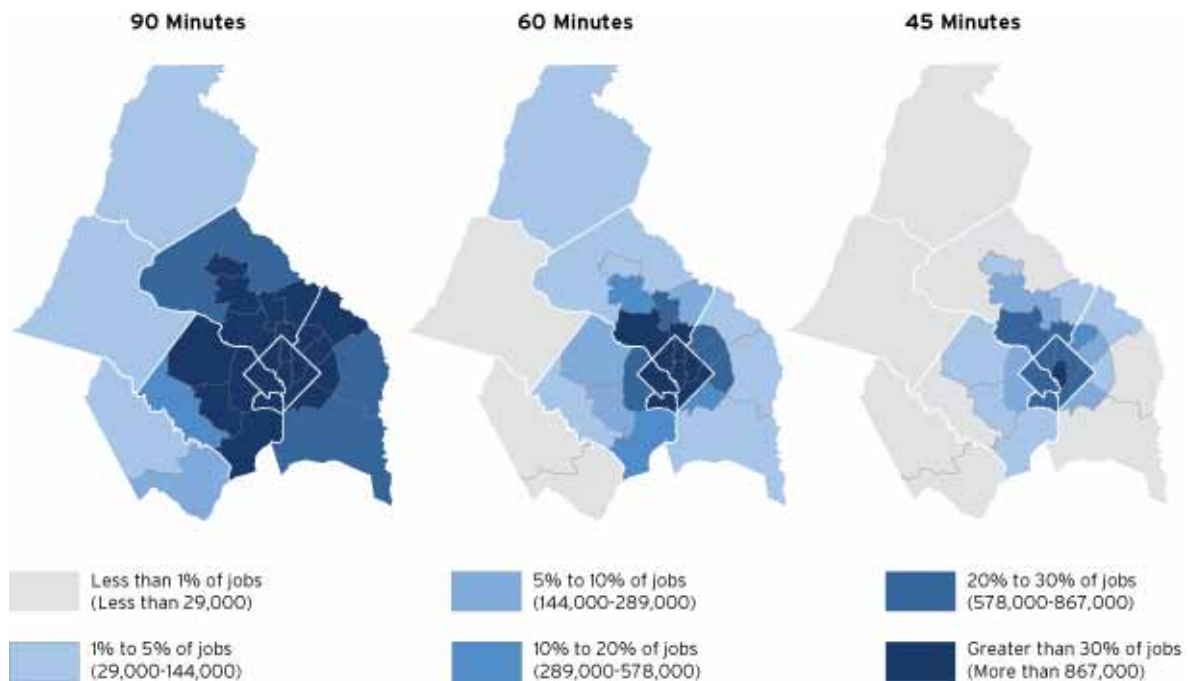 90 Minutes
60 Minutes
45 Minutes
Less than 1% of jobs
(Less than 29,000)
5% to 10% of jobs
(144,000-289,000)
20% to 30% of jobs
(578,000-867,000)
1% to 5% of jobs
(29,000-144,000)
10% to 20% of jobs
(289,000-578,000)
Greater than 30% of jobs
(More than 867,000)